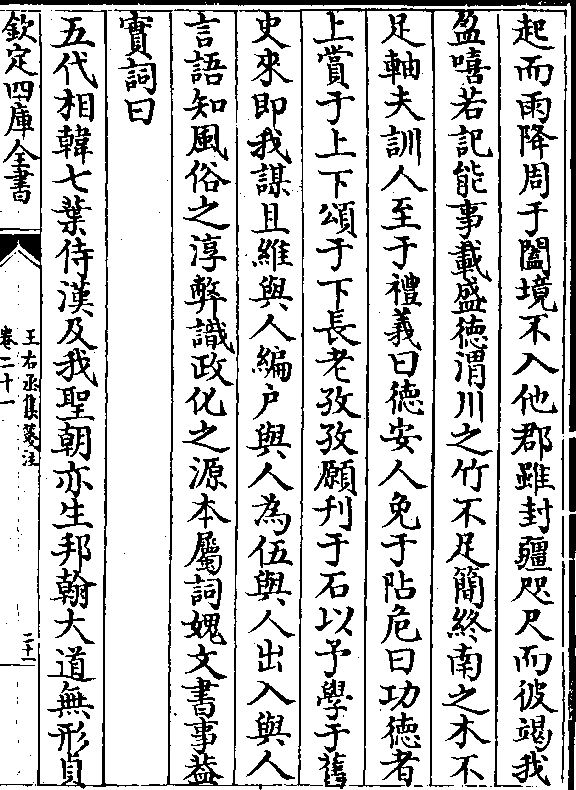 起而雨降周于闔境不入他郡雖封疆咫尺而彼竭我
盈嘻若記能事載盛徳渭川之竹不足簡終南之木不
足軸夫訓人至于禮義曰徳安人免于阽危曰功徳者
上賞于上下頌于下長老孜孜願刊于石以予學于舊
史來即我謀且維與人編户與人為伍與人出入與人
言語知風俗之淳弊識政化之源本屬詞媿文書事益
實詞曰
五代相韓七葉侍漢及我聖朝亦生邦翰大道無形貞
欽定四庫全書
王右丞集箋注
卷二十一
二十一